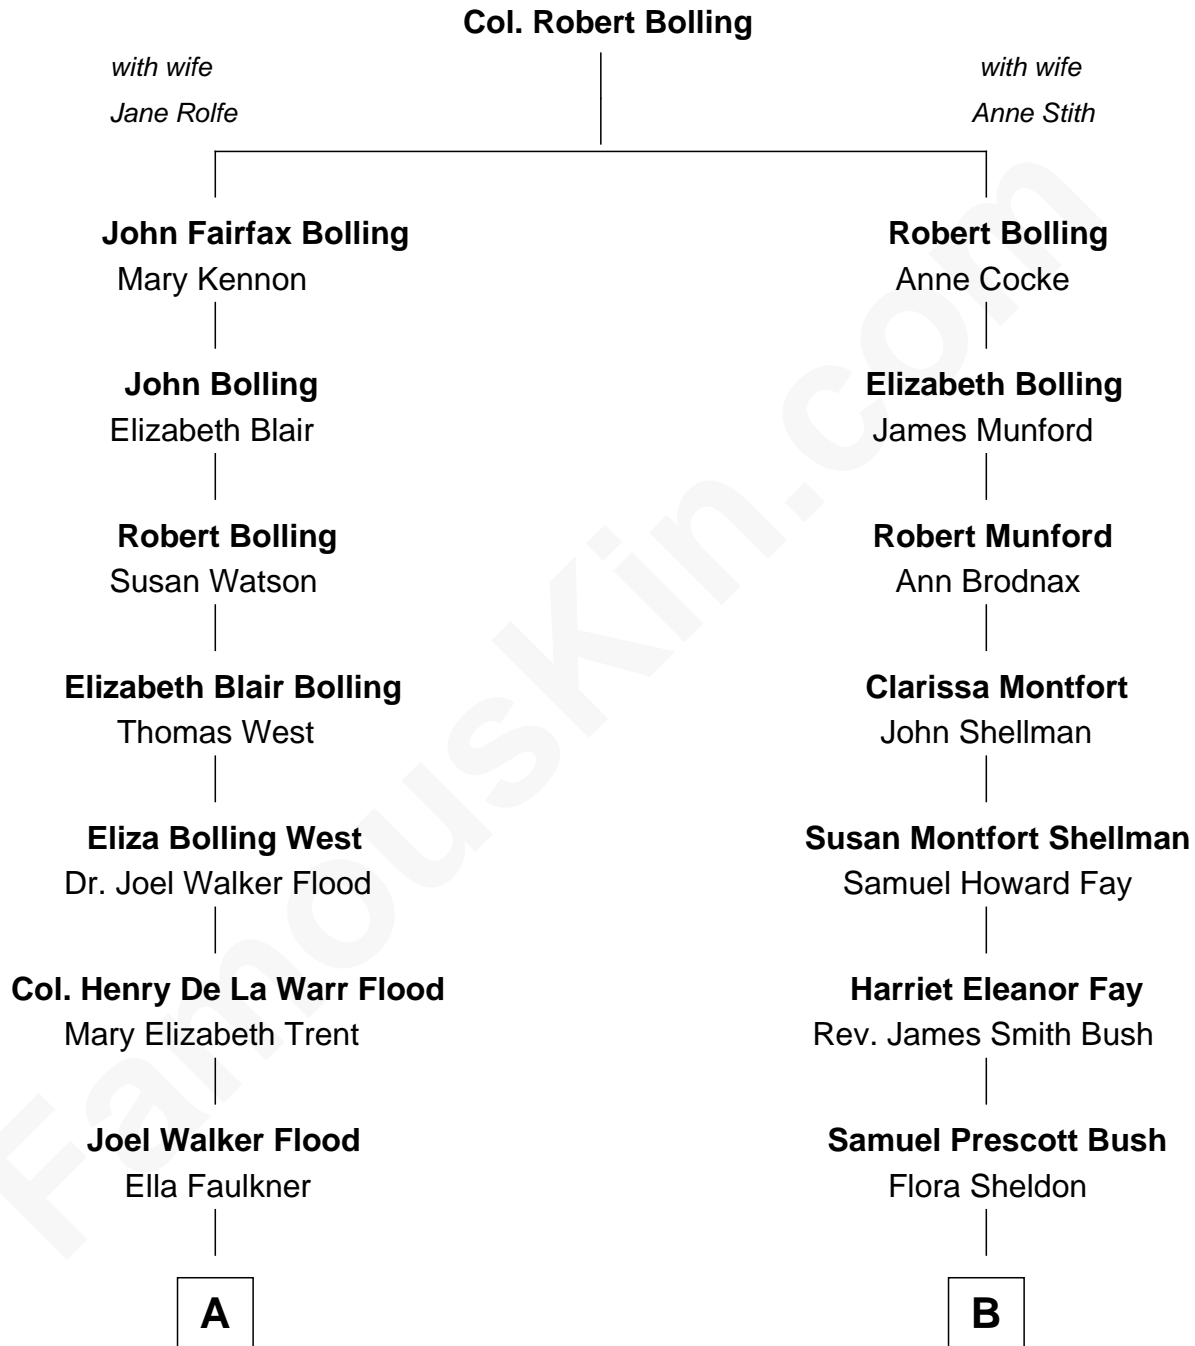 Col. Robert Bolling
with wife
Jane Rolfe
with wife
Anne Stith
John Fairfax Bolling
Mary Kennon
Robert Bolling
Anne Cocke
John Bolling
Elizabeth Blair
Elizabeth Bolling
James Munford
Robert Bolling
Susan Watson
Robert Munford
Ann Brodnax
Elizabeth Blair Bolling
Thomas West
Clarissa Montfort
John Shellman
Eliza Bolling West
Dr. Joel Walker Flood
Susan Montfort Shellman
Samuel Howard Fay
Col. Henry De La Warr Flood
Mary Elizabeth Trent
Harriet Eleanor Fay
Rev. James Smith Bush
Joel Walker Flood
Ella Faulkner
Samuel Prescott Bush
Flora Sheldon
A
B
FamousKin.com